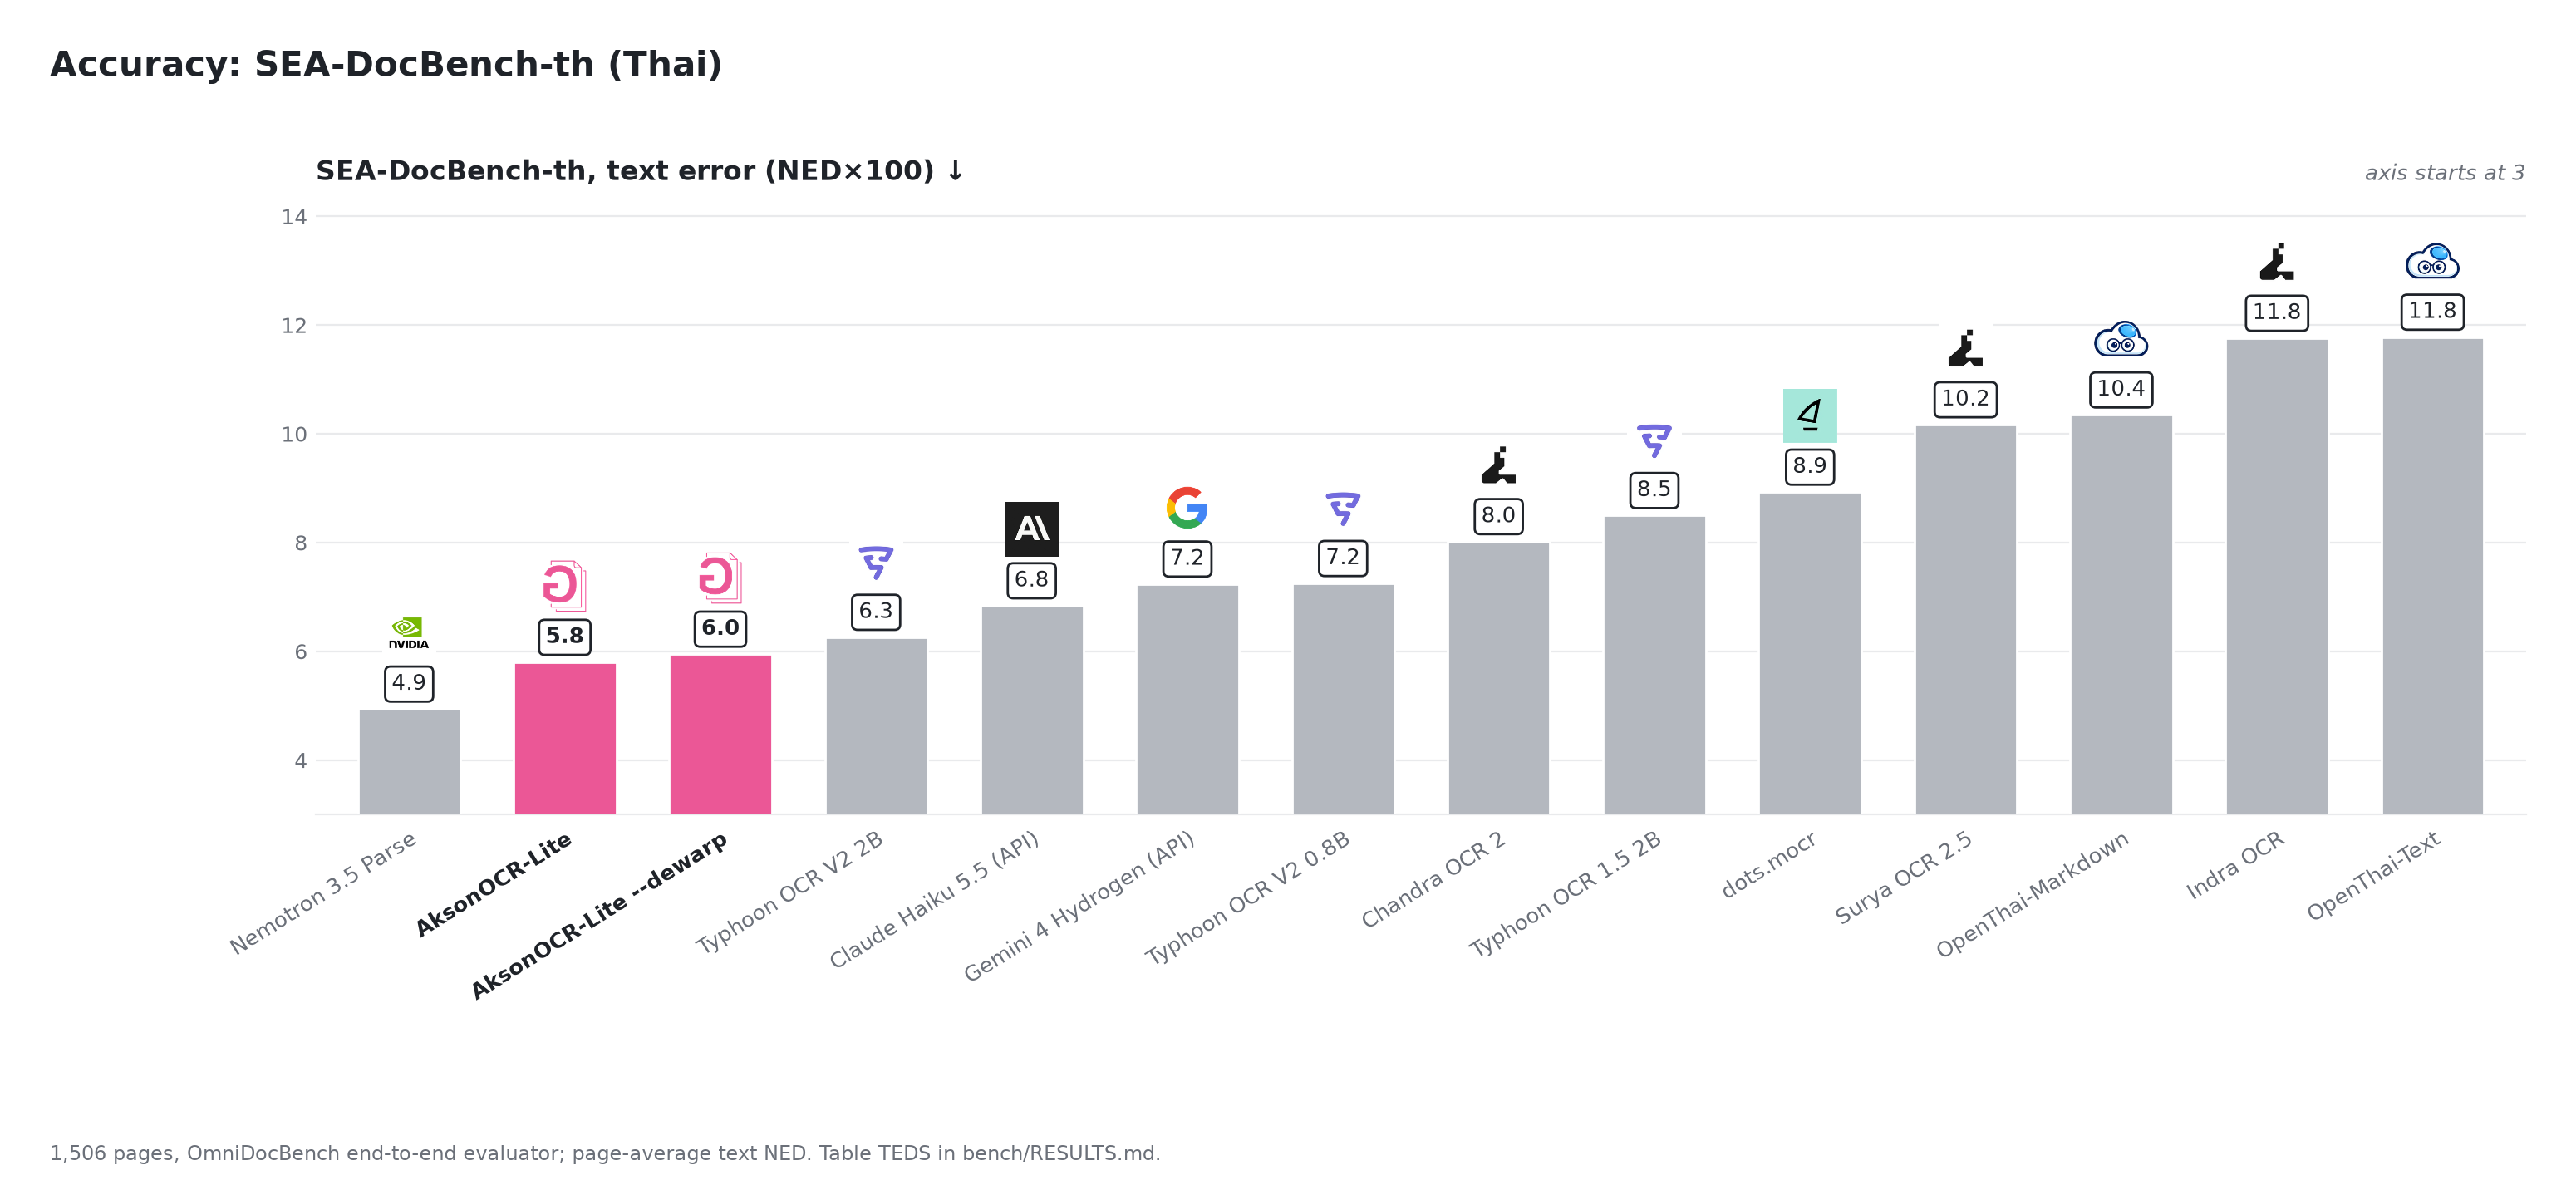 Accuracy: SEA-DocBench-th (Thai)
SEA-DocBench-th, text error (NED×100) ↓
axis starts at 3
14
12
10
8
6
4
NVIDIA
4.9
5.8
6.0
6.3
AI
6.8
G
7.2
7.2
8.0
8.5
8.9
10.2
10.4
11.8
11.8
Nemotron 3.5 Parse
AksonOCR-Lite
AksonOCR-Lite --dewarp
Typhoon OCR V2 2B
Claude Haiku 5.5 (API)
Gemini 4 Hydrogen (API)
Typhoon OCR V2 0.8B
Chandra OCR 2
Typhoon OCR 1.5 2B
dots.mocr
Surya OCR 2.5
OpenThai-Markdown
Indra OCR
OpenThai-Text
1,506 pages, OmniDocBench end-to-end evaluator; page-average text NED. Table TEDS in bench/RESULTS.md.